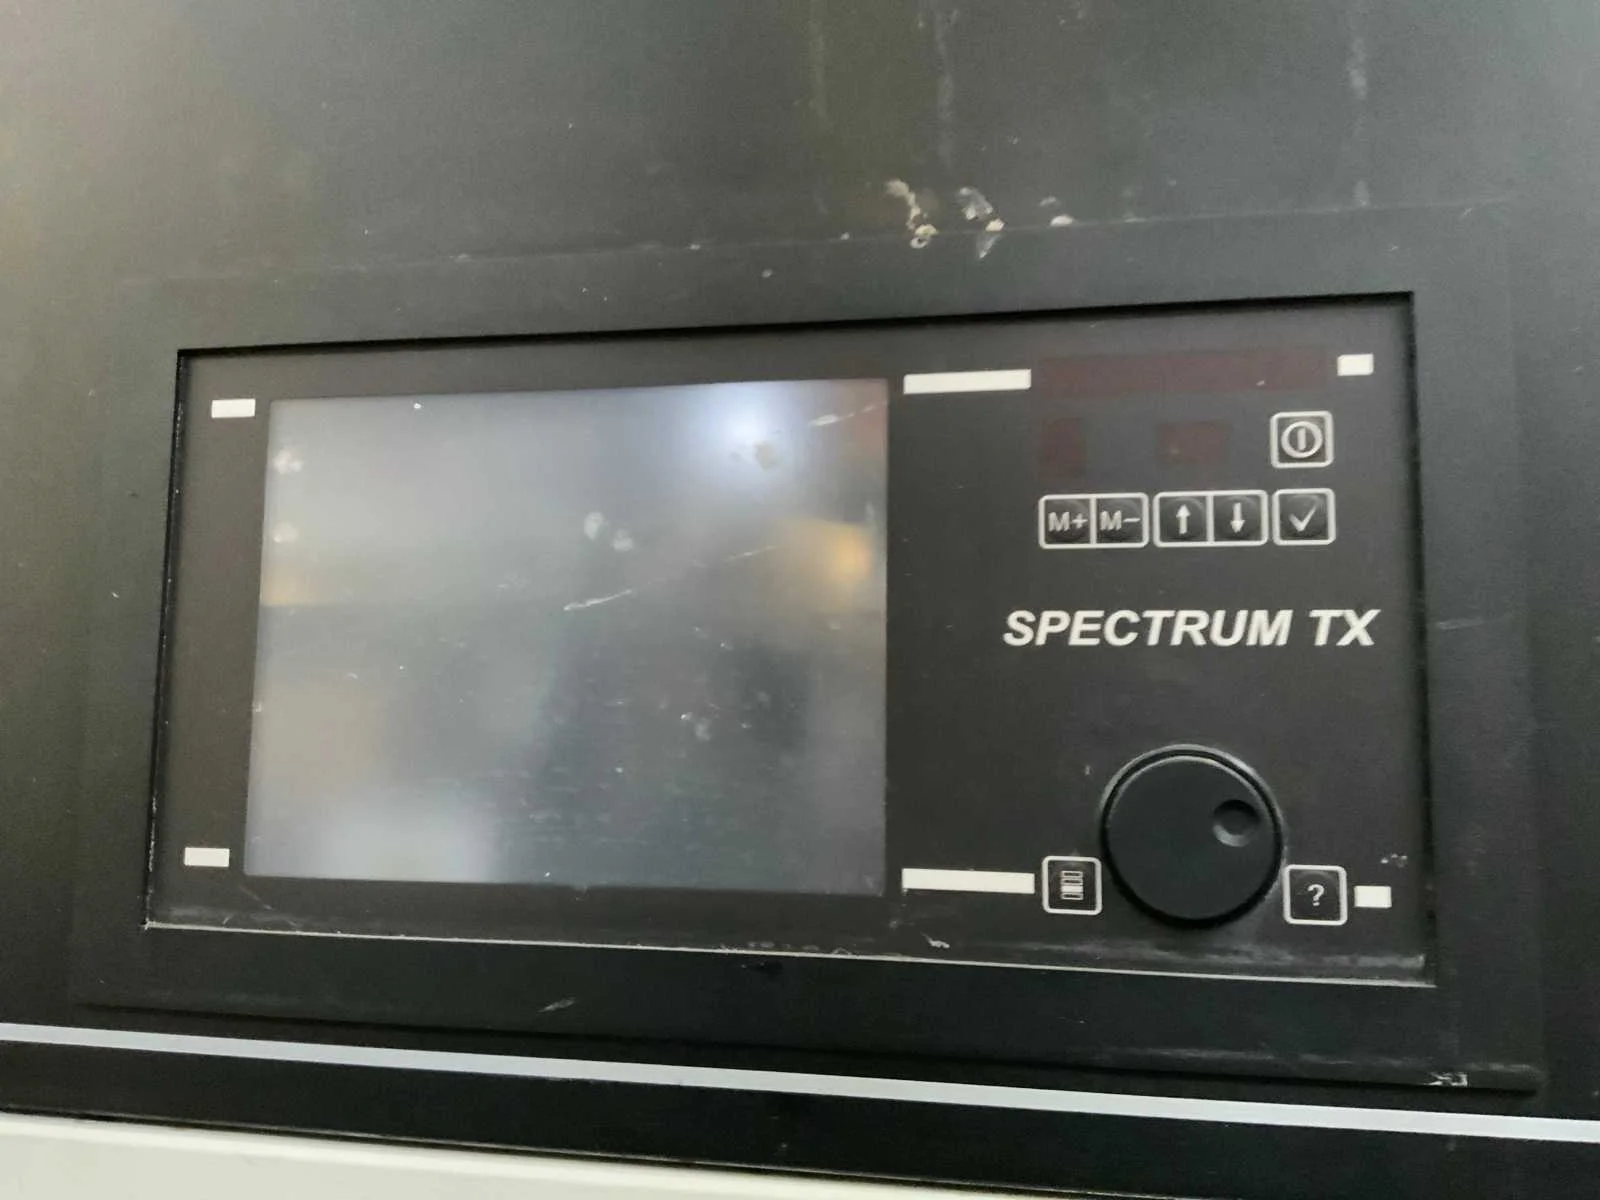 M+ M-
SPECTRUM TX
?